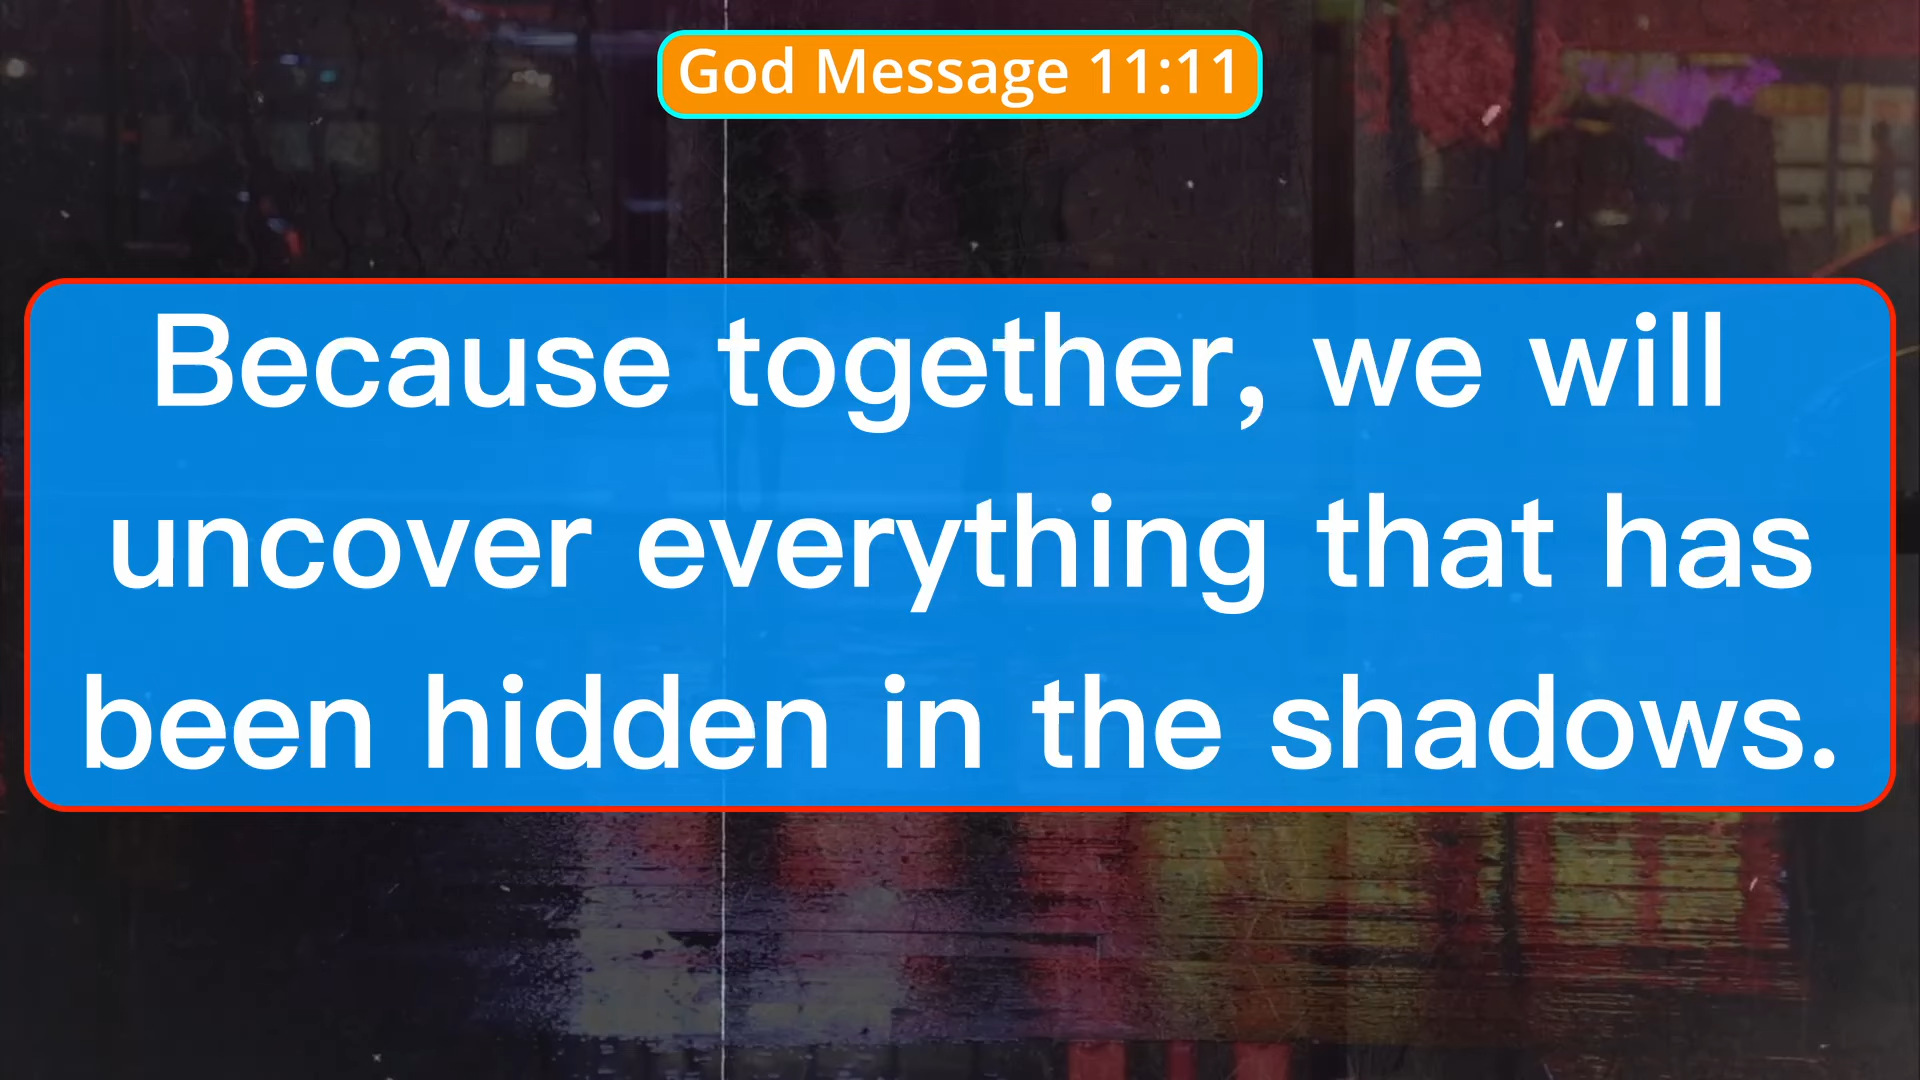 God Message 11:11
Because together, we will
uncover everything that has
been hidden in the shadows.